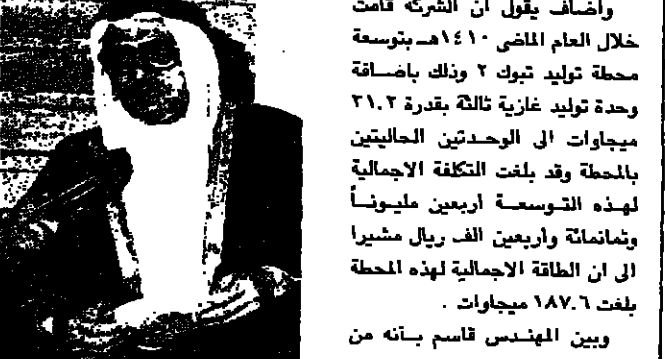 واضاف يقول ان الشركة قامت
خلال العام الماضى ١٤١٠هـ بتوسعة
محطة توليد تبوك ٢ وذلك باضافة
وحدة توليد غازية ثالثة بقدرة ٣١.٢
ميجاوات الى الوحدتين الحاليتين
بالمحطة وقد بلغت التكلفة الاجمالية
لهذه التوسعة اربعين مليوناً
وثمانمائة واربعين الف ريال مشيرا
الى ان الطاقة الاجمالية لهذه المحطة
بلغت ١٨٧.٦ ميجاوات .
وبين المهندس قاسم بانه من